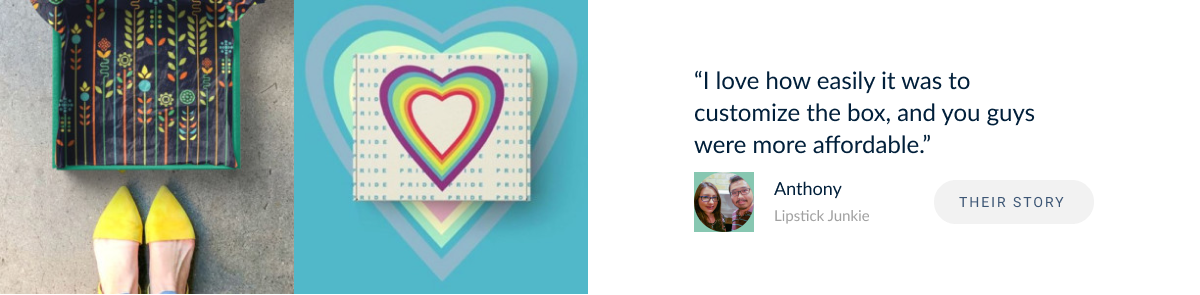 PRIDE PRIDE PRIDE PRIDE
“I love how easily it was to
customize the box, and you guys
were more affordable.”
Anthony
Lipstick Junkie
THEIR STORY